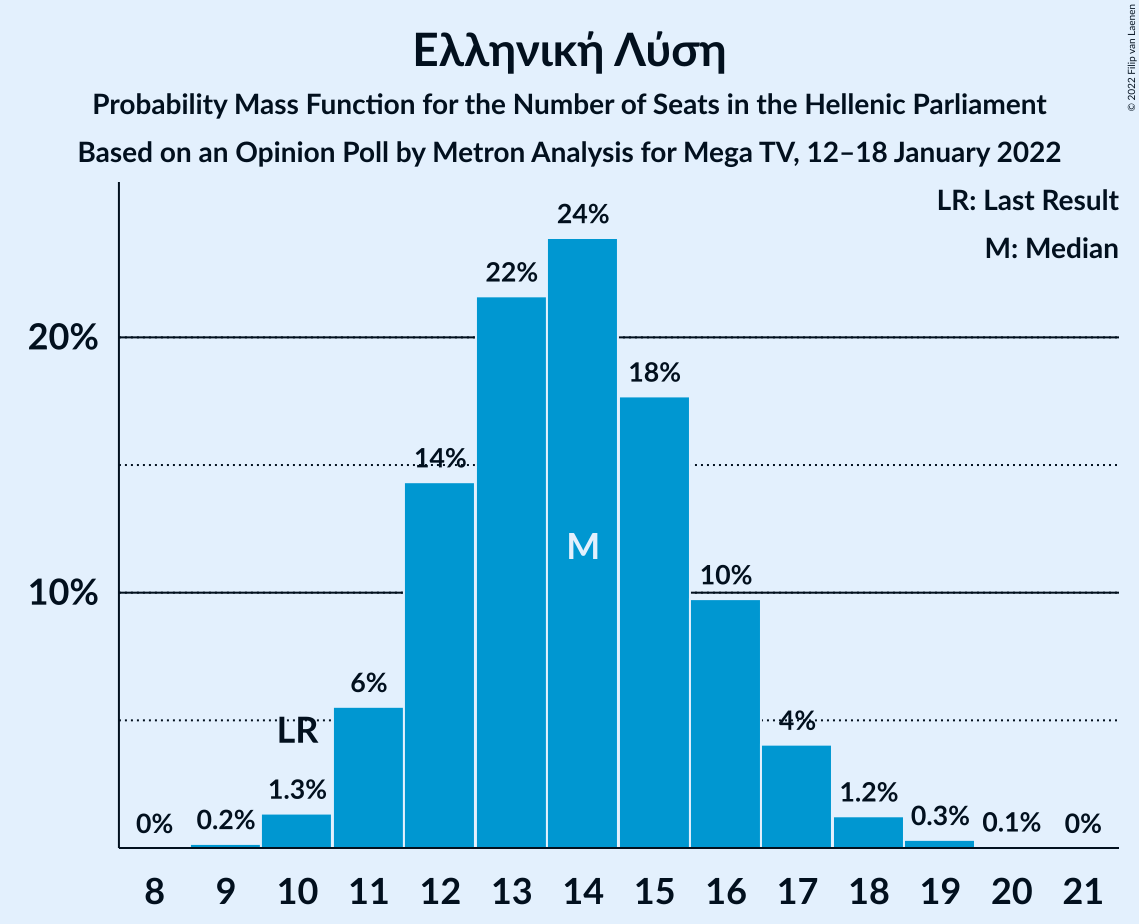 Ελληνική Λύση
Probability Mass Function for the Number of Seats in the Hellenic Parliament
Based on an Opinion Poll by Metron Analysis for Mega TV, 12–18 January 2022
© 2022 Filip van Laenen
LR: Last Result
M: Median
24%
22%
20%
18%
14%
M
10%
10%
6%
LR
4%
1.3%
1.2%
0% 0.2% 0.3% 0.1% 0%
8 9 10 11 12 13 14 15 16 17 18 19 20 21